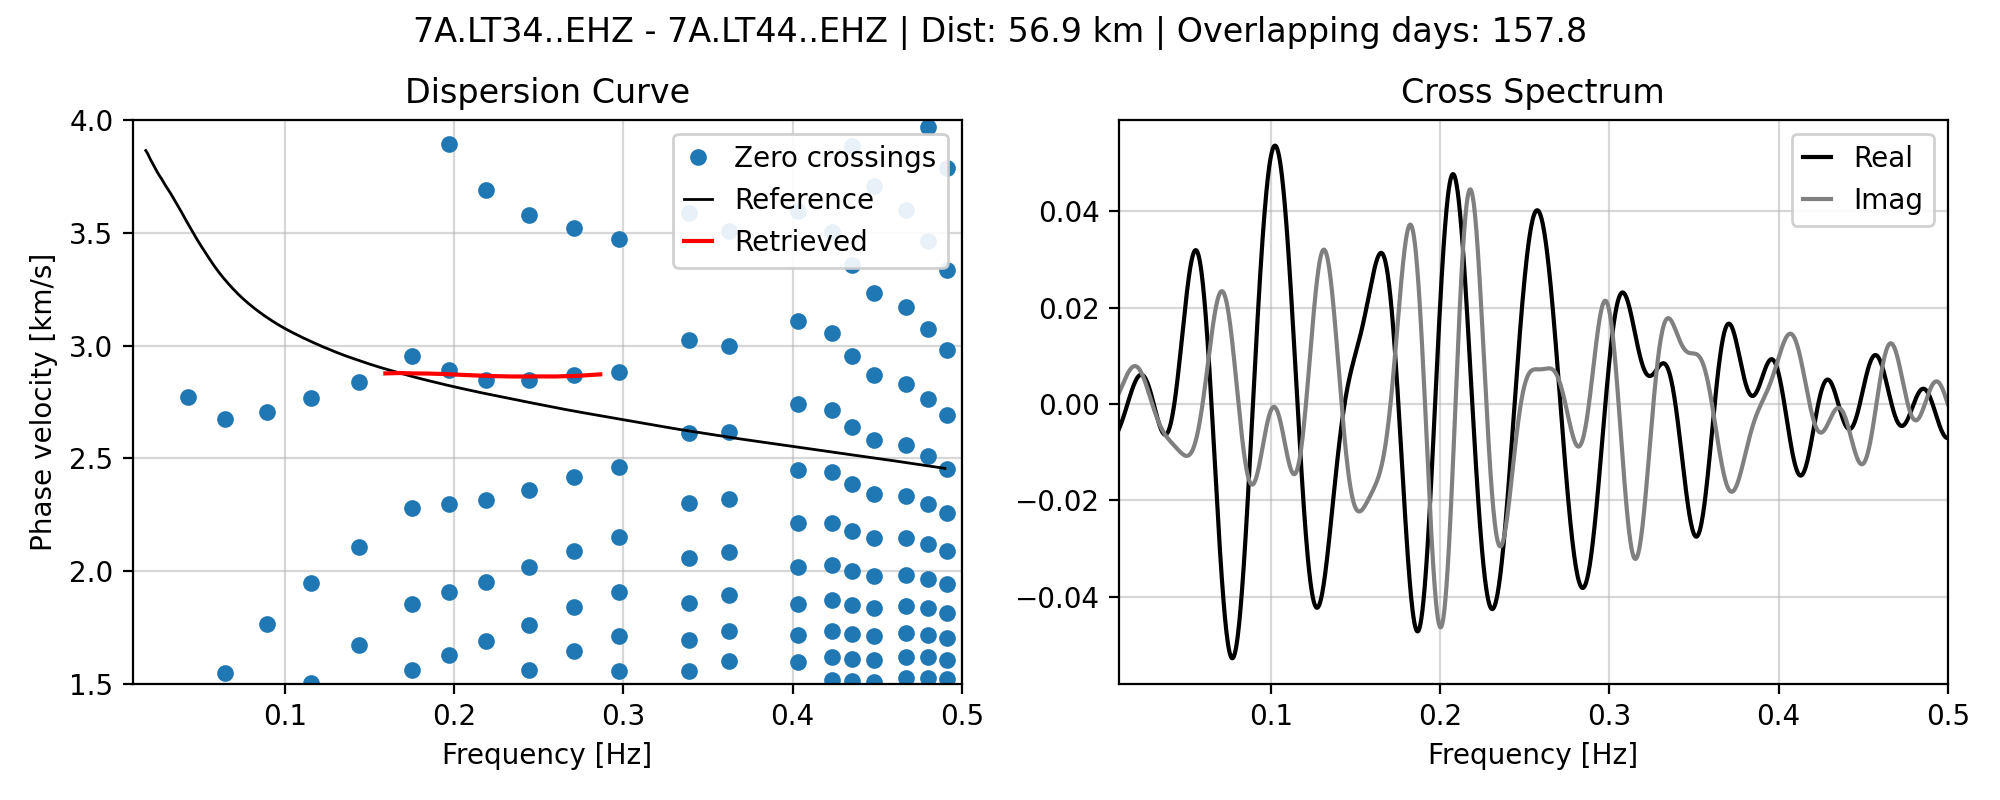 7A.LT34..EHZ - 7A.LT44..EHZ | Dist: 56.9 km | Overlapping days: 157.8
Dispersion Curve
Phase velocity [km/s]
4.0
3.5
3.0
2.5
2.0
1.5
0.1
0.2
0.3
0.4
0.5
Frequency [Hz]
Zero crossings
Reference
Retrieved
Cross Spectrum
0.04
0.02
0.00
−0.02
−0.04
0.1
0.2
0.3
0.4
0.5
Frequency [Hz]
Real
Imag